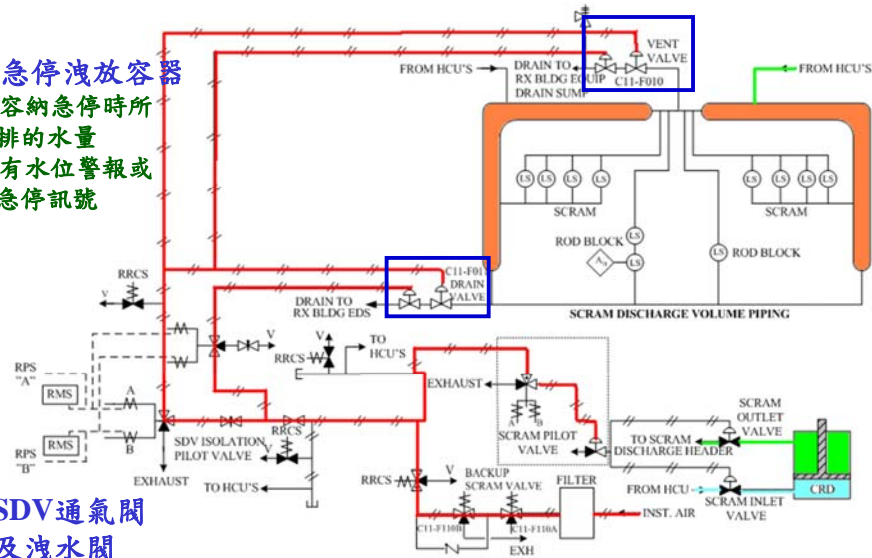 急停洩放容器
容納急停時所
排的水量
有水位警報或
急停訊號
VENT
VALVE
FROM HCU'S
DRAIN TO
RX BLDG EQUIP
DRAIN SUMP
C11-F010
FROM HCU'S
LS LS LS LS
SCRAM
LS LS LS LS
SCRAM
LS
ROD BLOCK
LS
LS
ROD BLOCK
C11-F011
DRAIN
VALVE
RRCS
V
DRAIN TO
RX BLDG EDS
SCRAM DISCHARGE VOLUME PIPING
V
V
TO
HCU'S
RRCS
RPS
"A"
RMS
A
RMS
B
RPS
"B"
EXHAUST
SDV ISOLATION
PILOT VALVE
RRCS
V
TO HCU'S
EXHAUST
A B
SCRAM PILOT
VALVE
SCRAM
OUTLET
VALVE
TO SCRAM
DISCHARGE HEADER
FROM HCU
SCRAM INLET
VALVE
CRD
RRCS
V
BACKUP
SCRAM VALVE
FILTER
C11-F110B
C11-F110A
INST. AIR
EXH
SDV通氣閥
及洩水閥